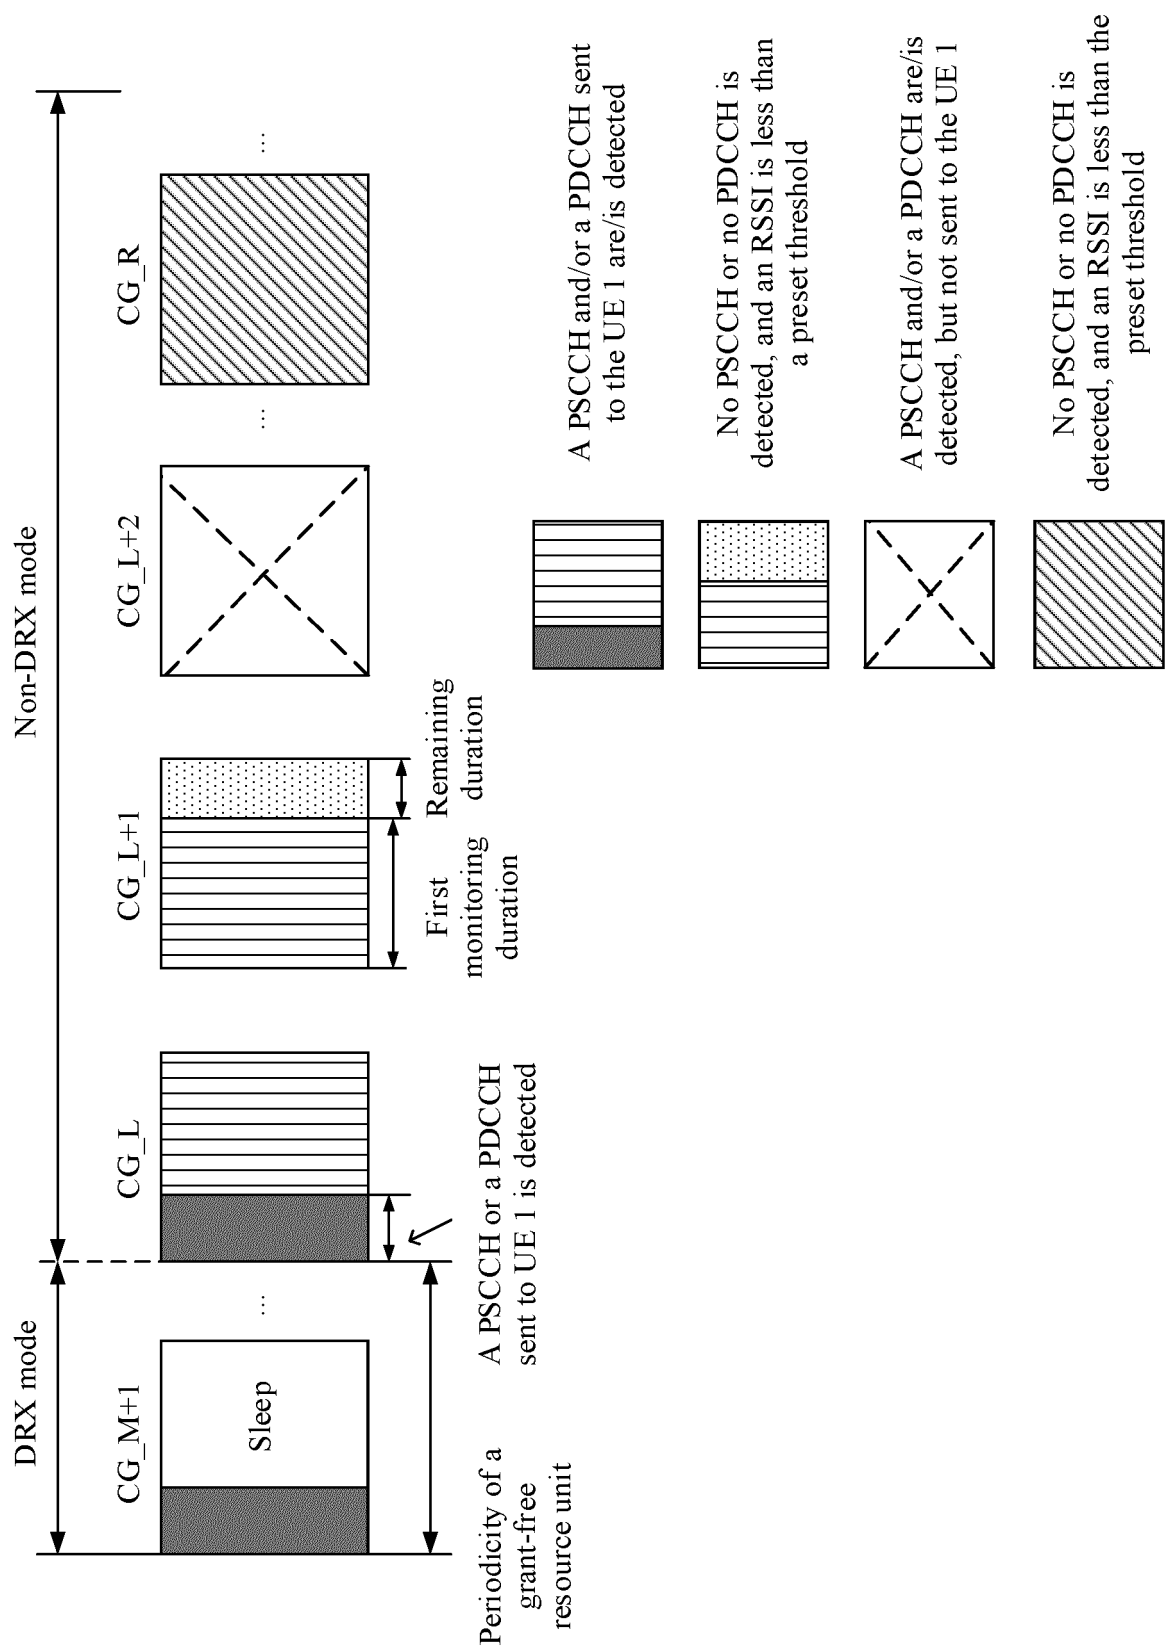 DRX mode
Non-DRX mode
CG_M+1
CG_L
CG_L+1
CG_L+2
CG_R
Sleep
...
...
...
First
monitoring
duration
Remaining
duration
Periodicity of a
grant-free
resource unit
A PSCCH or a PDCCH
sent to UE 1 is detected
A PSCCH and/or a PDCCH sent
to the UE 1 are/is detected
No PSCCH or no PDCCH is
detected, and an RSSI is less than
a preset threshold
A PSCCH and/or a PDCCH are/is
detected, but not sent to the UE 1
No PSCCH or no PDCCH is
detected, and an RSSI is less than the
preset threshold